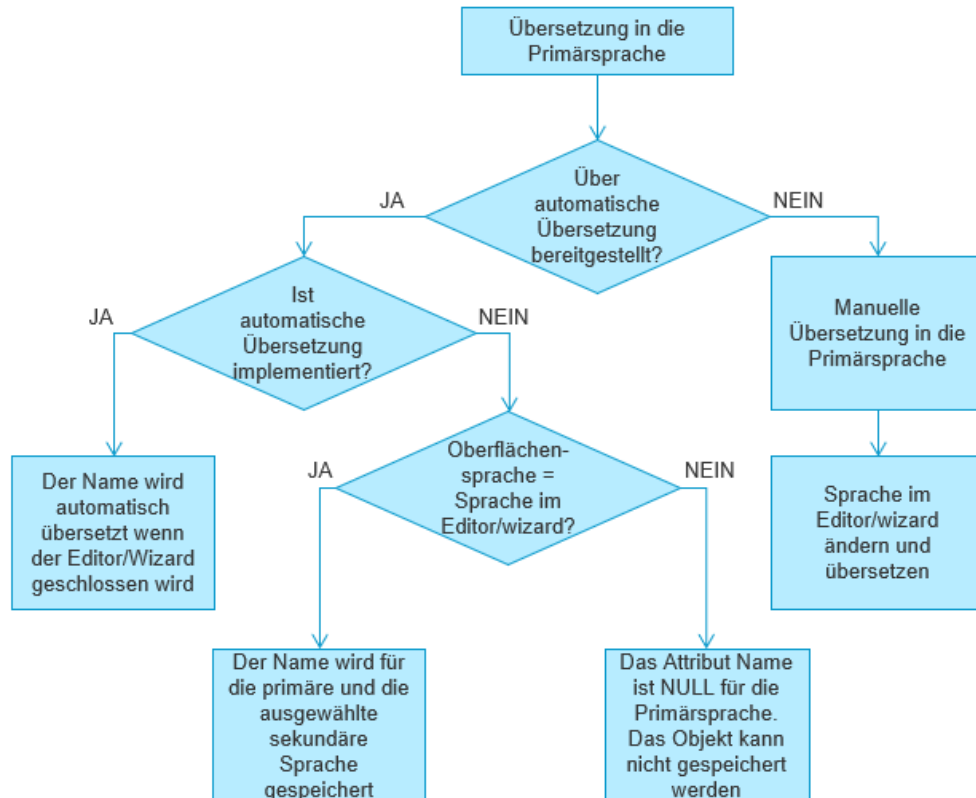 Übersetzung in die
Primärsprache
Über
automatische
Übersetzung
bereitgestellt?
JA
NEIN
Ist
automatische
Übersetzung
implementiert?
JA
NEIN
Manuelle
Übersetzung in die
Primärsprache
Oberflächen-
sprache =
Sprache im
Editor/wizard?
JA
NEIN
Der Name wird
automatisch
übersetzt wenn
der Editor/Wizard
geschlossen wird
Sprache im
Editor/wizard
ändern und
übersetzen
Der Name wird für
die primäre und die
ausgewählte
sekundäre
Sprache
gespeichert
Das Attribut Name
ist NULL für die
Primärsprache.
Das Objekt kann
nicht gespeichert
werden